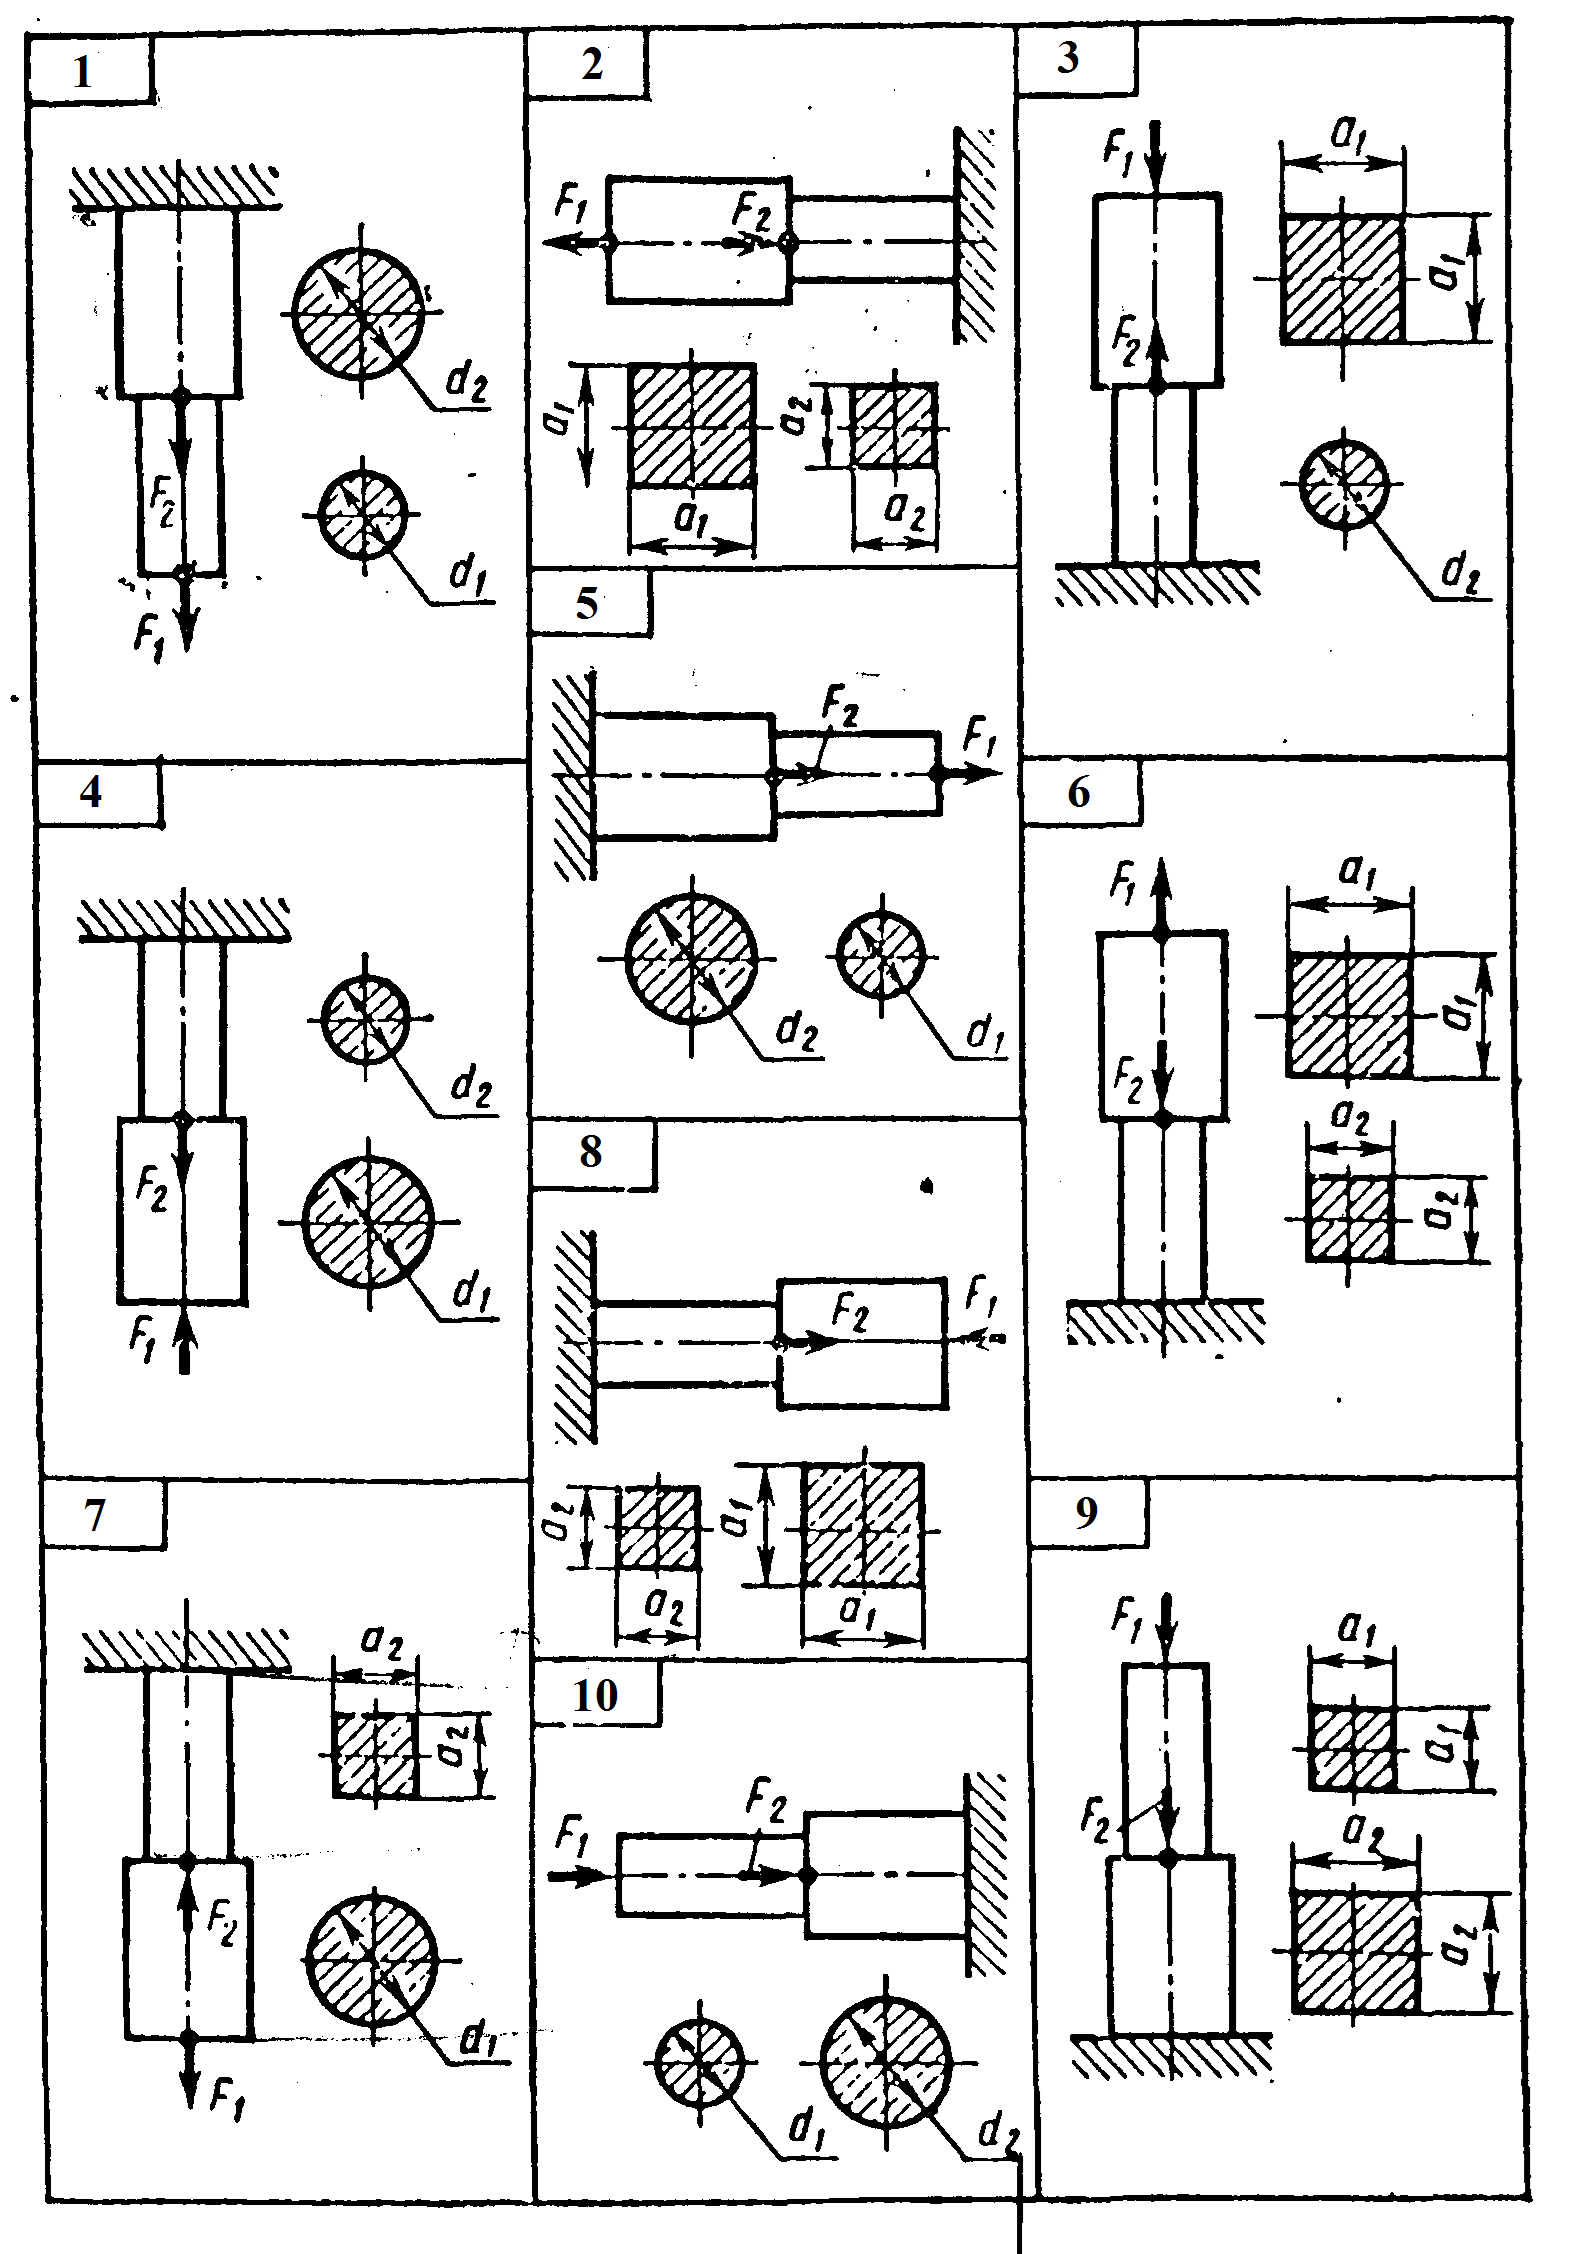 1
d₂
F₂
d₁
F₁
2
F₁
F₂
a₁
a₂
a₁
a₂
3
F₁
a₁
a₁
F₂
d₂
4
d₂
F₂
d₁
F₁
5
F₂
F₁
d₂
d₁
6
F₁
a₁
a₁
F₂
a₂
a₂
7
a₂
a₂
F₂
d₁
F₁
8
F₂
F₁
a₂
a₁
a₂
a₁
9
F₁
a₁
a₁
F₂
a₂
a₂
10
F₂
F₁
d₁
d₂